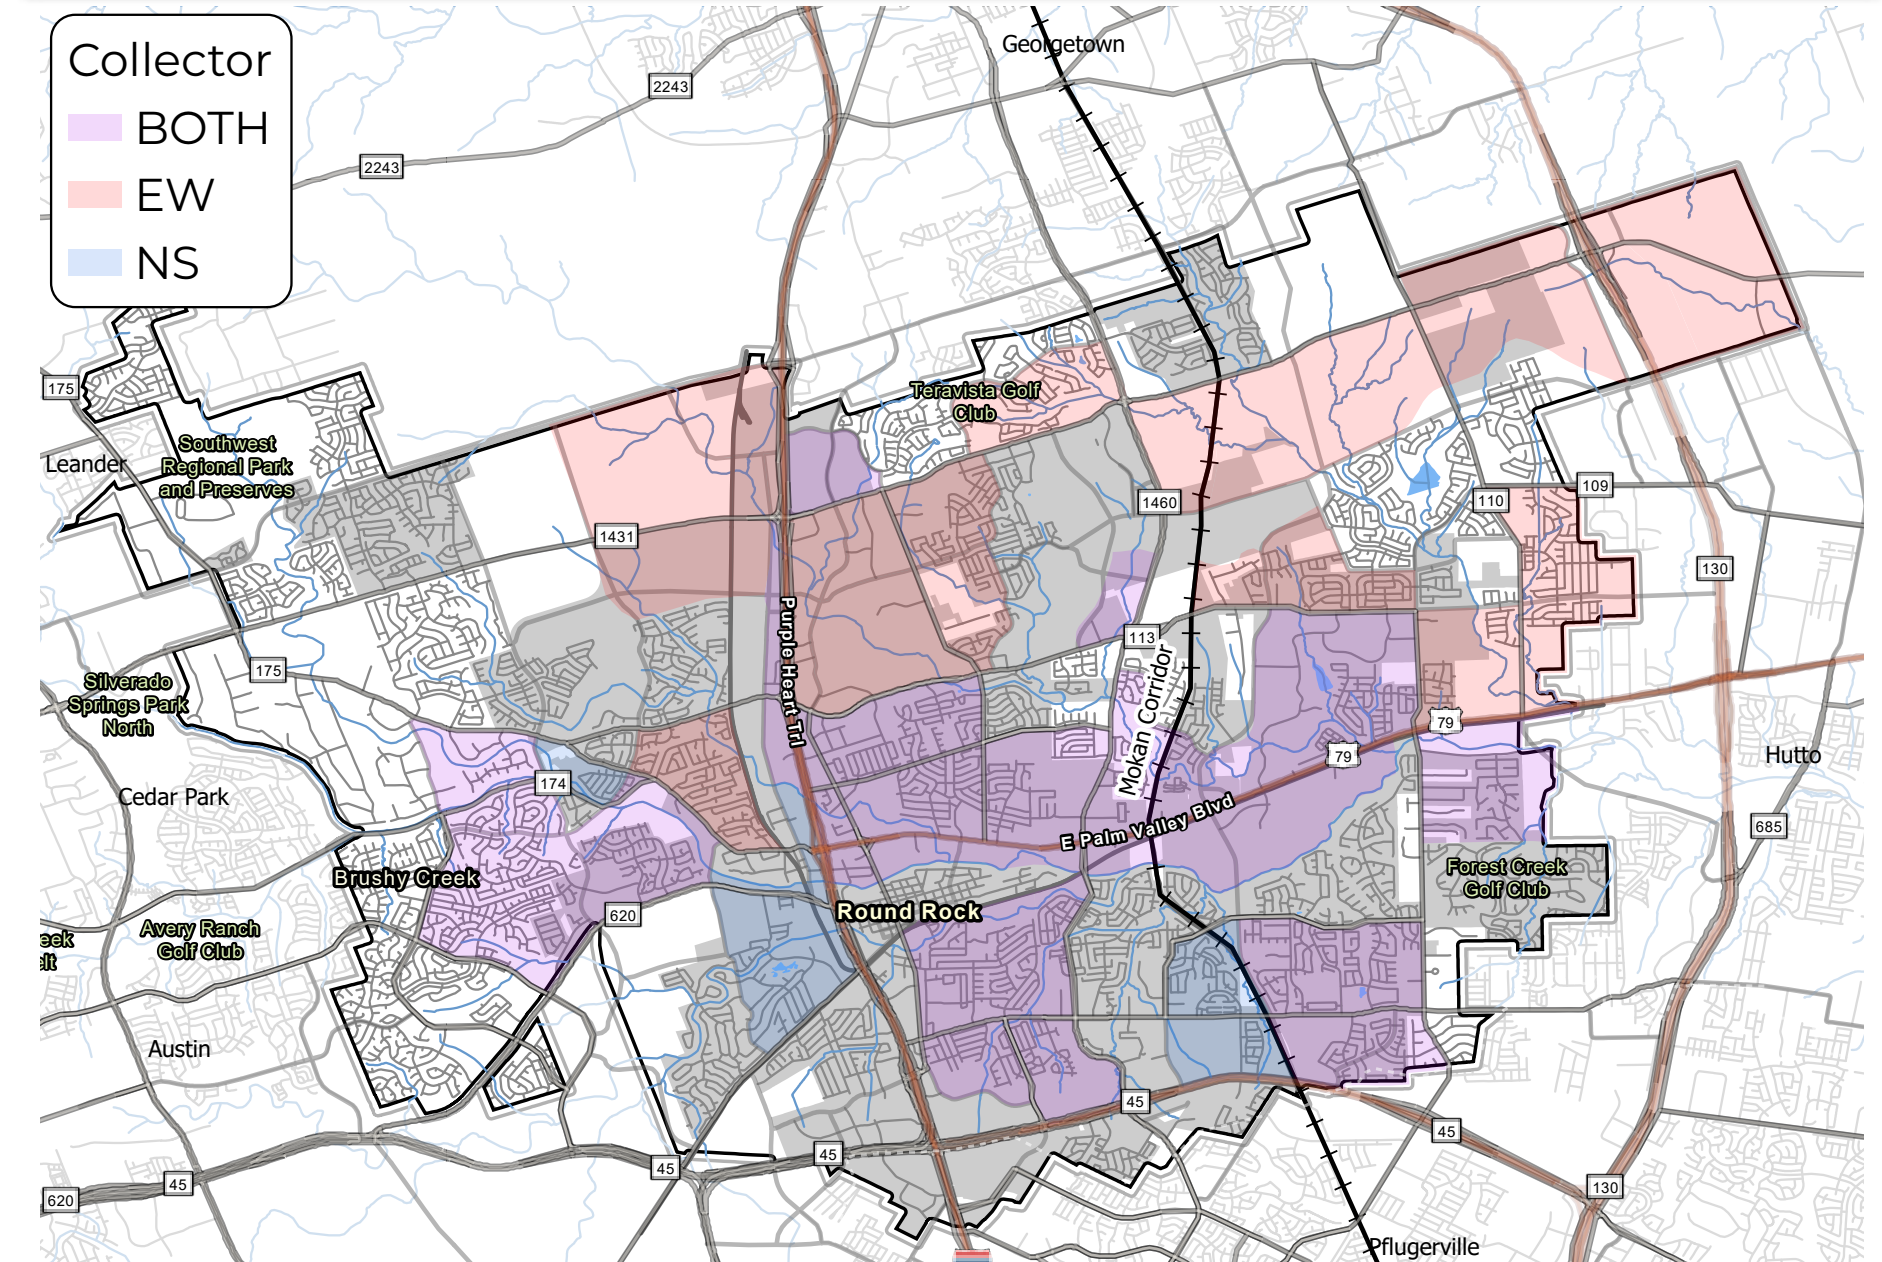 Collector
BOTH
EW
NS
Georgetown
2243
2243
175
Leander
Southwest
Regional Park
and Preserves
Teravista Golf
Club
1431
1460
110
109
130
113
175
Silverado
Springs Park
North
Purple Heart Trl
Mokan Corridor
79
79
Hutto
174
Cedar Park
E Palm Valley Blvd
685
Brushy Creek
Forest Creek
Golf Club
620
Round Rock
Avery Ranch
Golf Club
eek
elt
Austin
45
45
45
45
45
620
130
Pflugerville